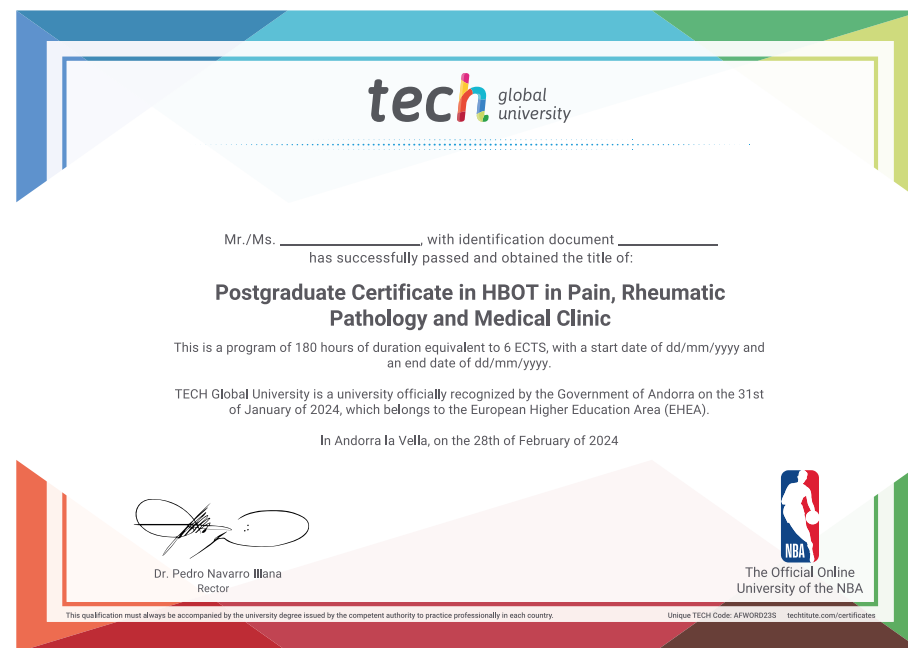 tech global
university
Mr./Ms. ____________, with identification document ____________
has successfully passed and obtained the title of:
Postgraduate Certificate in HBOT in Pain, Rheumatic
Pathology and Medical Clinic
This is a program of 180 hours of duration equivalent to 6 ECTS, with a start date of dd/mm/yyyy and
an end date of dd/mm/yyyy.
TECH Global University is a university officially recognized by the Government of Andorra on the 31st
of January of 2024, which belongs to the European Higher Education Area (EHEA).
In Andorra la Vella, on the 28th of February of 2024
Dr. Pedro Navarro Illana
Rector
NBA
The Official Online
University of the NBA
This qualification must always be accompanied by the university degree issued by the competent authority to practice professionally in each country.
Unique TECH Code: AFWORD23S techtitute.com/certificates